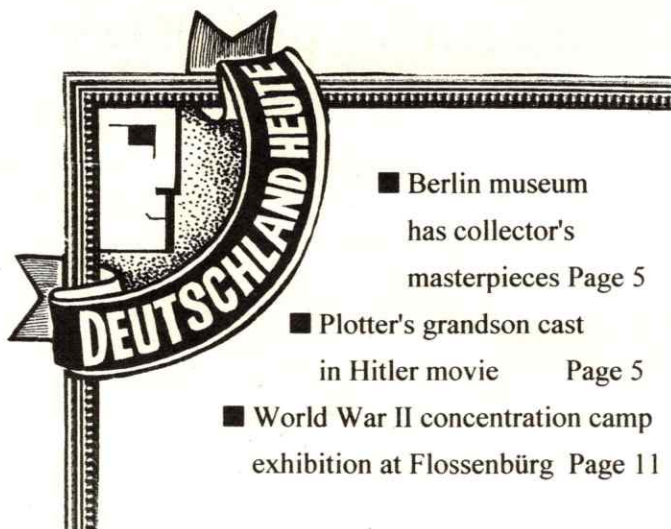 DEUTSCHLAND HEUTE
■ Berlin museum
has collector's
masterpieces Page 5
■ Plotter's grandson cast
in Hitler movie Page 5
■ World War II concentration camp
exhibition at Flossenbürg Page 11